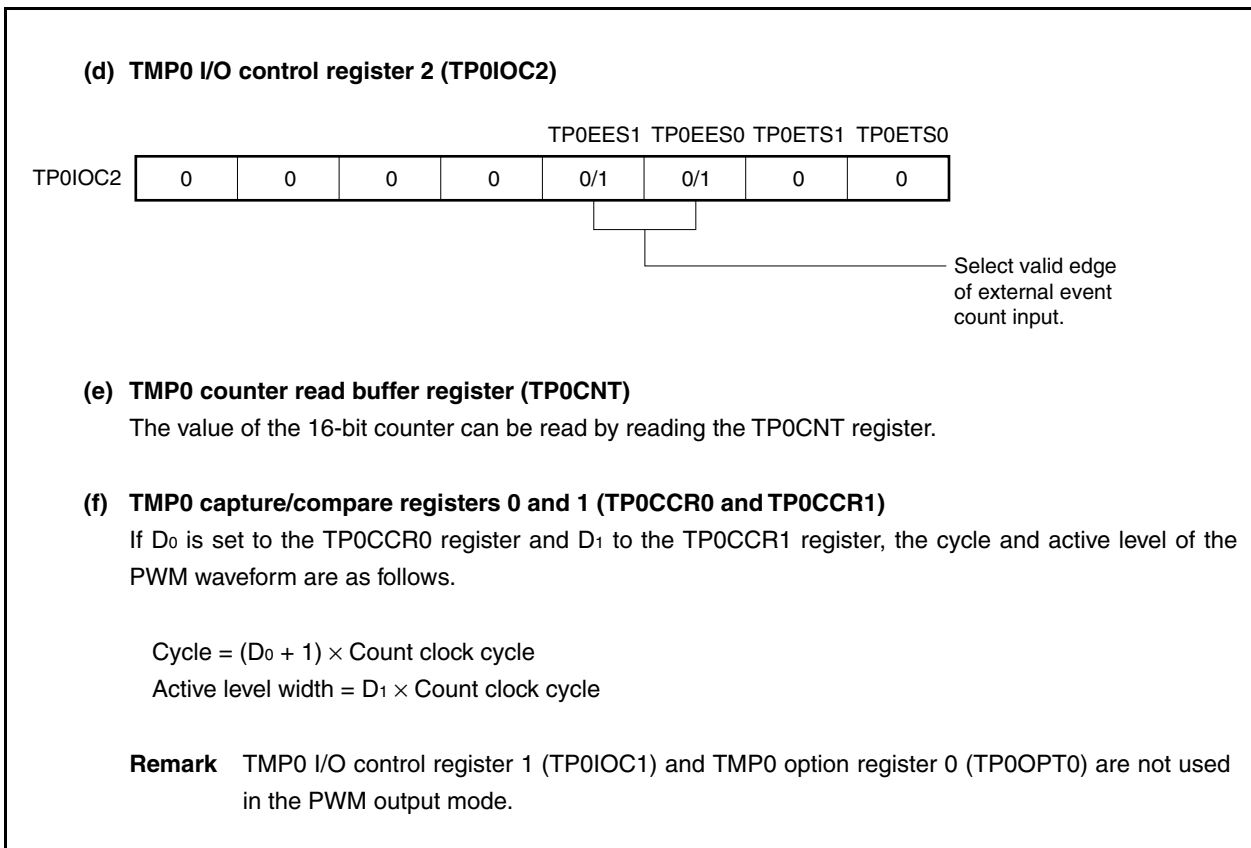 (d) TMP0 I/O control register 2 (TP0IOC2)
TP0EES1 TP0EES0 TP0ETS1 TP0ETS0
TP0IOC2 0 0 0 0 0/1 0/1 0 0
Select valid edge
of external event
count input.
(e) TMP0 counter read buffer register (TP0CNT)
The value of the 16-bit counter can be read by reading the TP0CNT register.
(f) TMP0 capture/compare registers 0 and 1 (TP0CCR0 and TP0CCR1)
If D0 is set to the TP0CCR0 register and D1 to the TP0CCR1 register, the cycle and active level of the
PWM waveform are as follows.
Cycle = (D0 + 1) × Count clock cycle
Active level width = D1 × Count clock cycle
Remark TMP0 I/O control register 1 (TP0IOC1) and TMP0 option register 0 (TP0OPT0) are not used
in the PWM output mode.